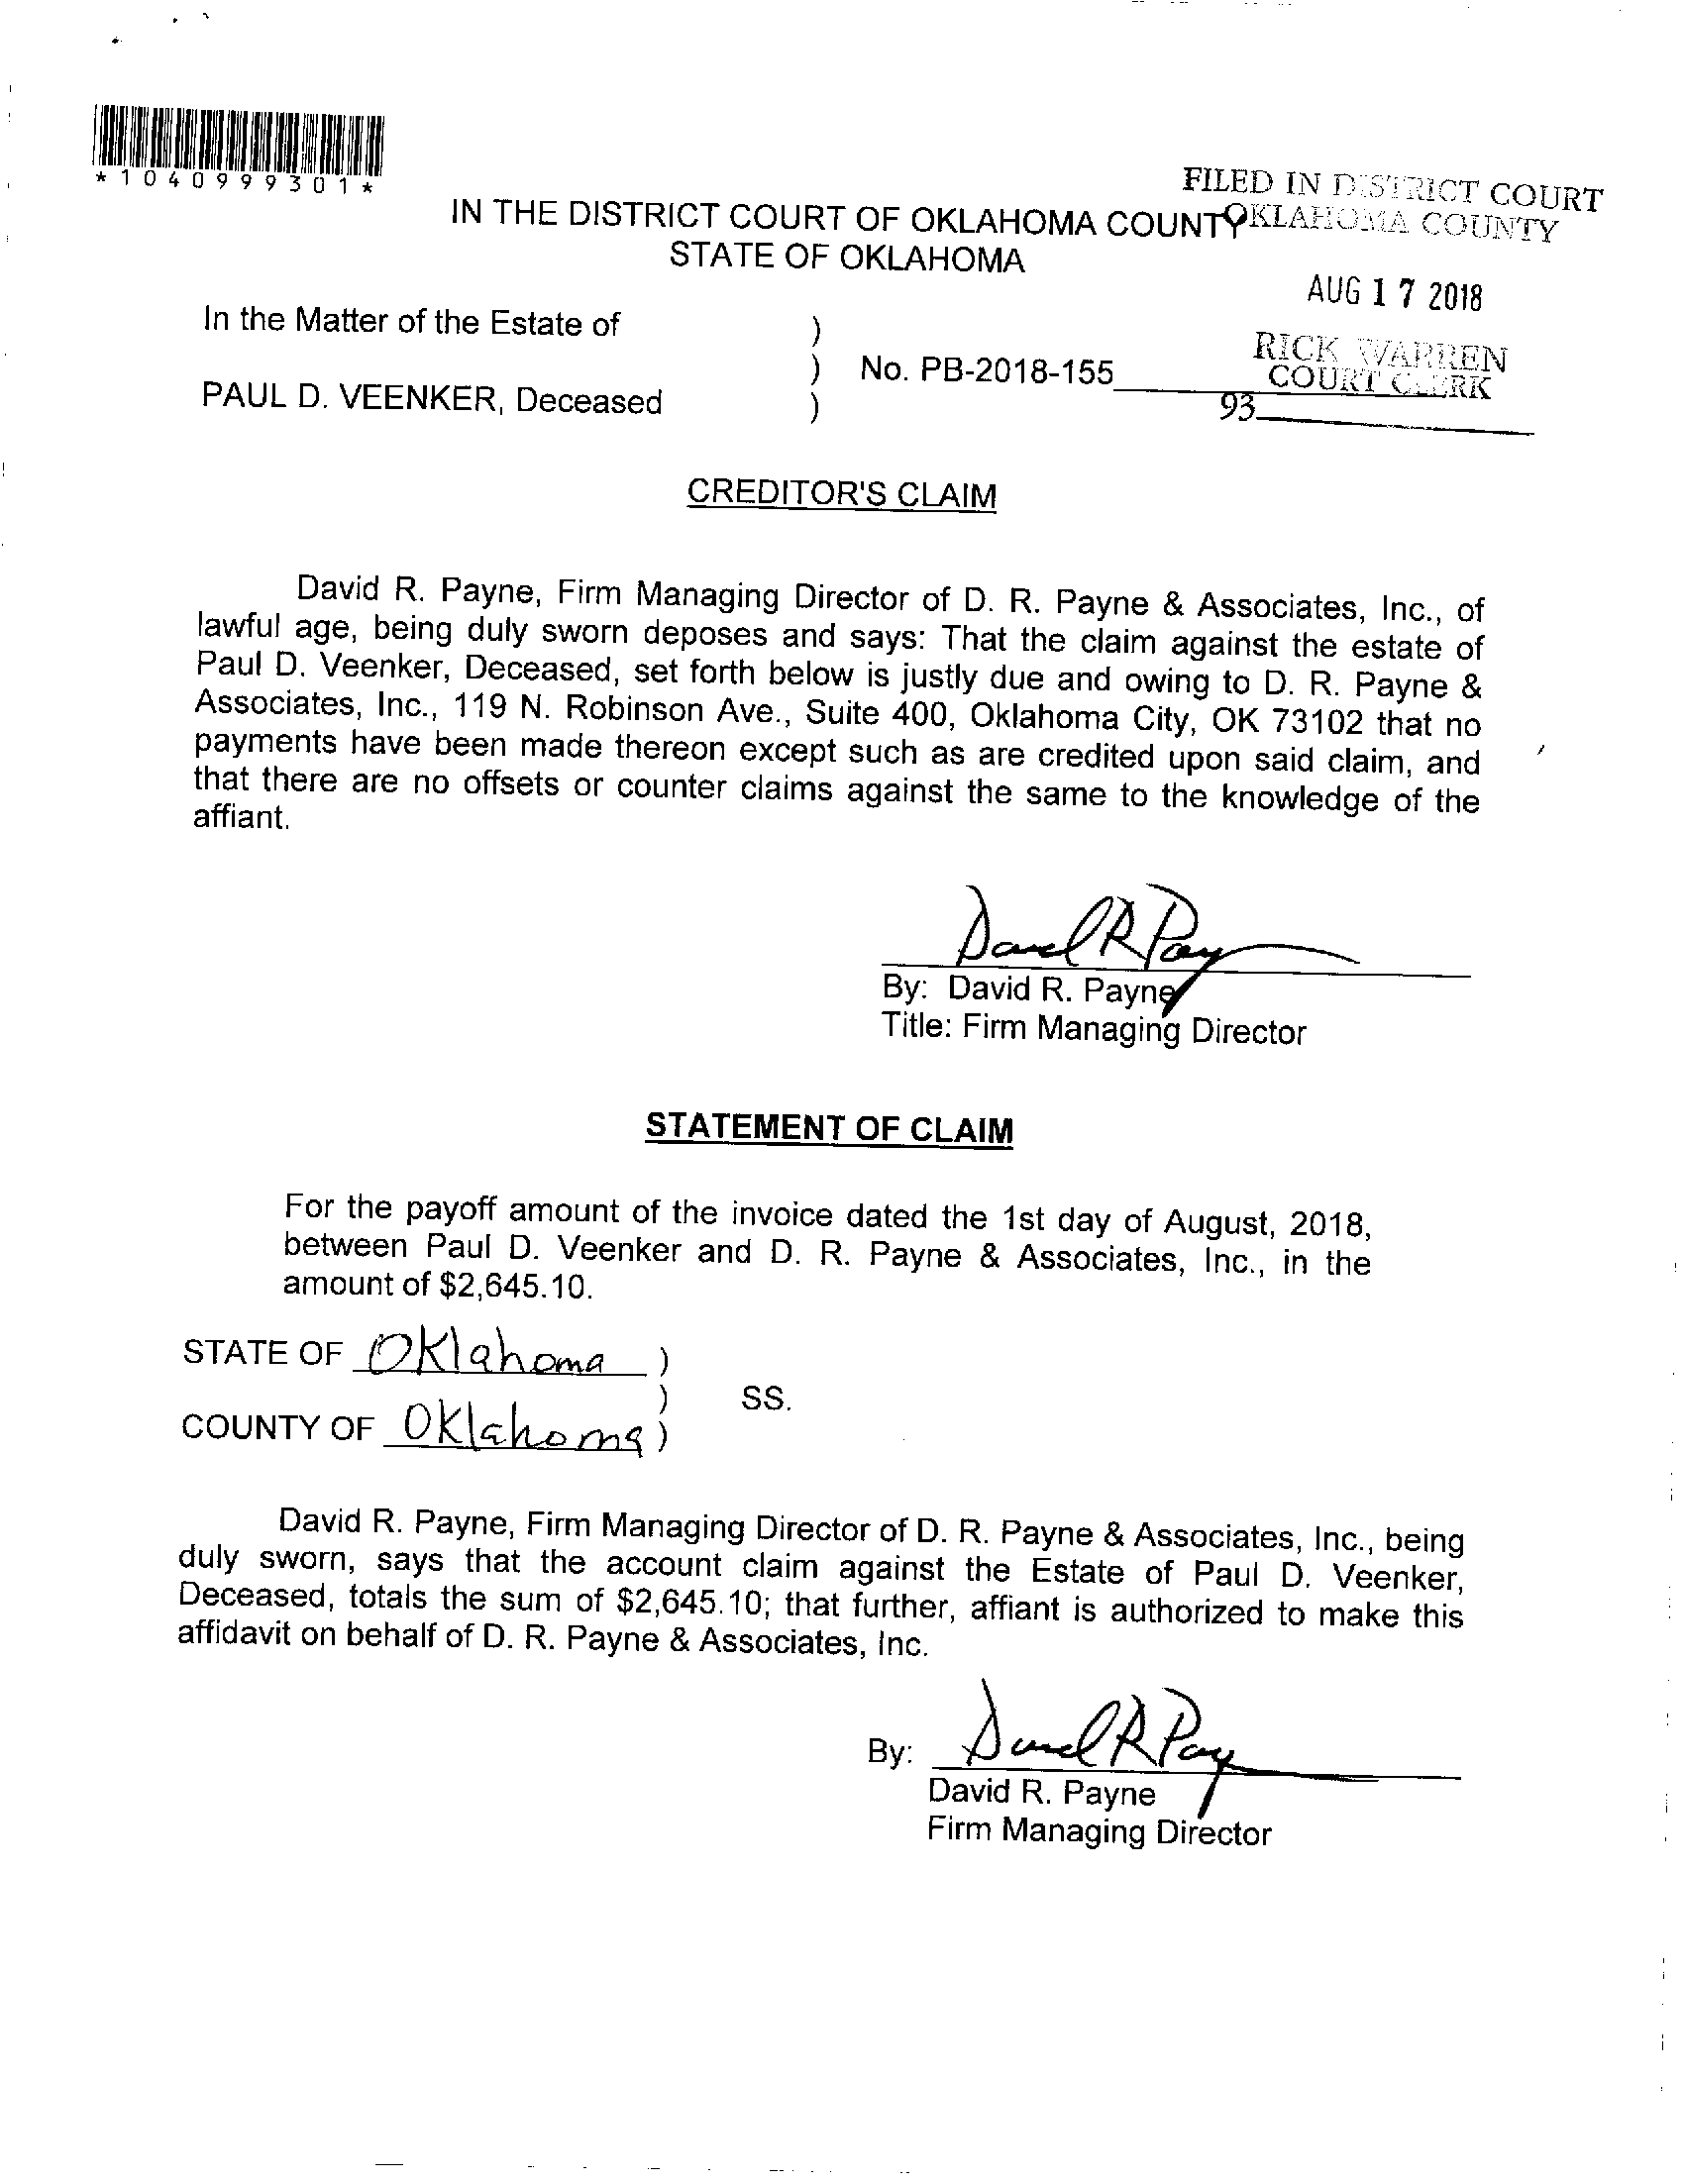 *1040999301*
FILED IN DISTRICT COURT
OKLAHOMA COUNTY
IN THE DISTRICT COURT OF OKLAHOMA COUNTY
STATE OF OKLAHOMA
AUG 17 2018
RICK WARREN
COURT CLERK
93
In the Matter of the Estate of )
) No. PB-2018-155
PAUL D. VEENKER, Deceased )
CREDITOR'S CLAIM
David R. Payne, Firm Managing Director of D. R. Payne & Associates, Inc., of
lawful age, being duly sworn deposes and says: That the claim against the estate of
Paul D. Veenker, Deceased, set forth below is justly due and owing to D. R. Payne &
Associates, Inc., 119 N. Robinson Ave., Suite 400, Oklahoma City, OK 73102 that no
payments have been made thereon except such as are credited upon said claim, and
that there are no offsets or counter claims against the same to the knowledge of the
affiant.
David R Pay
By: David R. Payne
Title: Firm Managing Director
STATEMENT OF CLAIM
For the payoff amount of the invoice dated the 1st day of August, 2018,
between Paul D. Veenker and D. R. Payne & Associates, Inc., in the
amount of $2,645.10.
STATE OF Oklahoma )
) SS.
COUNTY OF Oklahoma )
David R. Payne, Firm Managing Director of D. R. Payne & Associates, Inc., being
duly sworn, says that the account claim against the Estate of Paul D. Veenker,
Deceased, totals the sum of $2,645.10; that further, affiant is authorized to make this
affidavit on behalf of D. R. Payne & Associates, Inc.
By: David R Pay
David R. Payne
Firm Managing Director